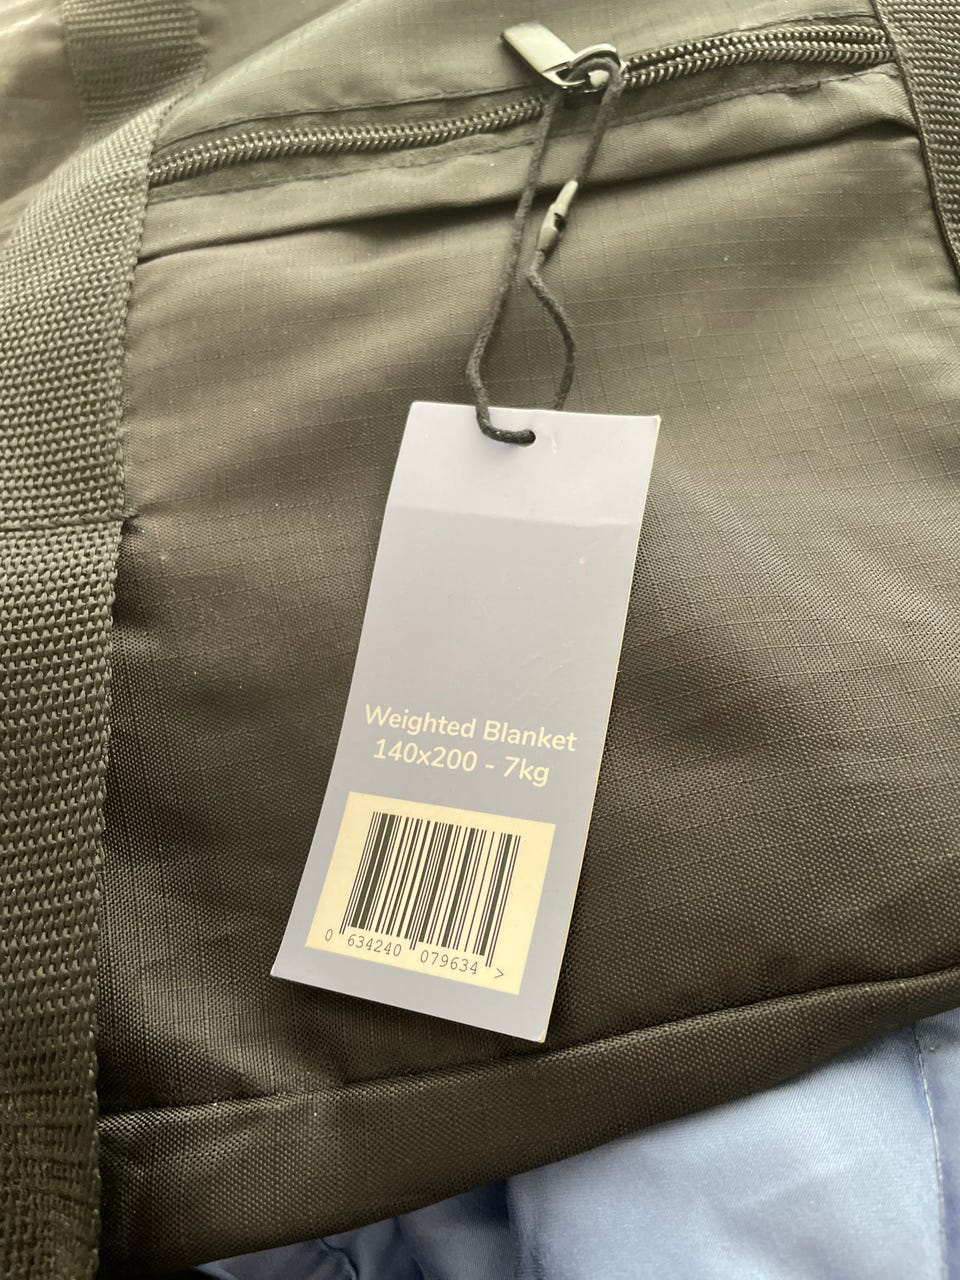 Weighted Blanket
140x200 - 7kg
0 634240 079634 >